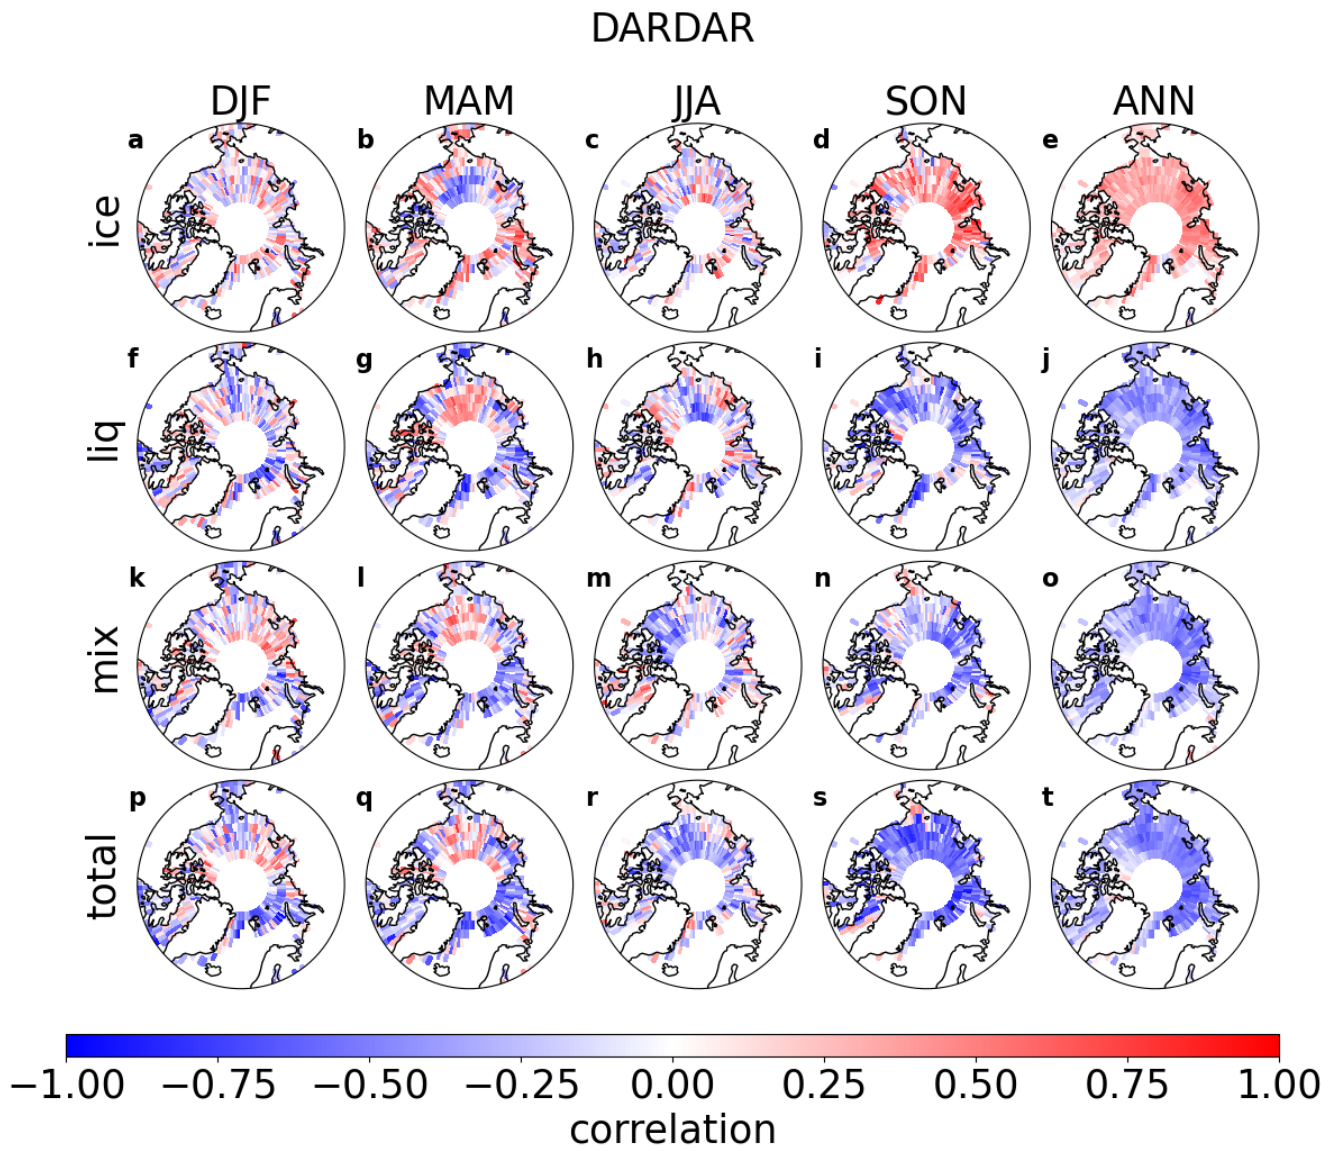 DARDAR
DJF MAM JJA SON ANN
a b c d e
ice
f g h i j
liq
k l m n o
mix
p q r s t
total
−1.00 −0.75 −0.50 −0.25 0.00 0.25 0.50 0.75 1.00
correlation